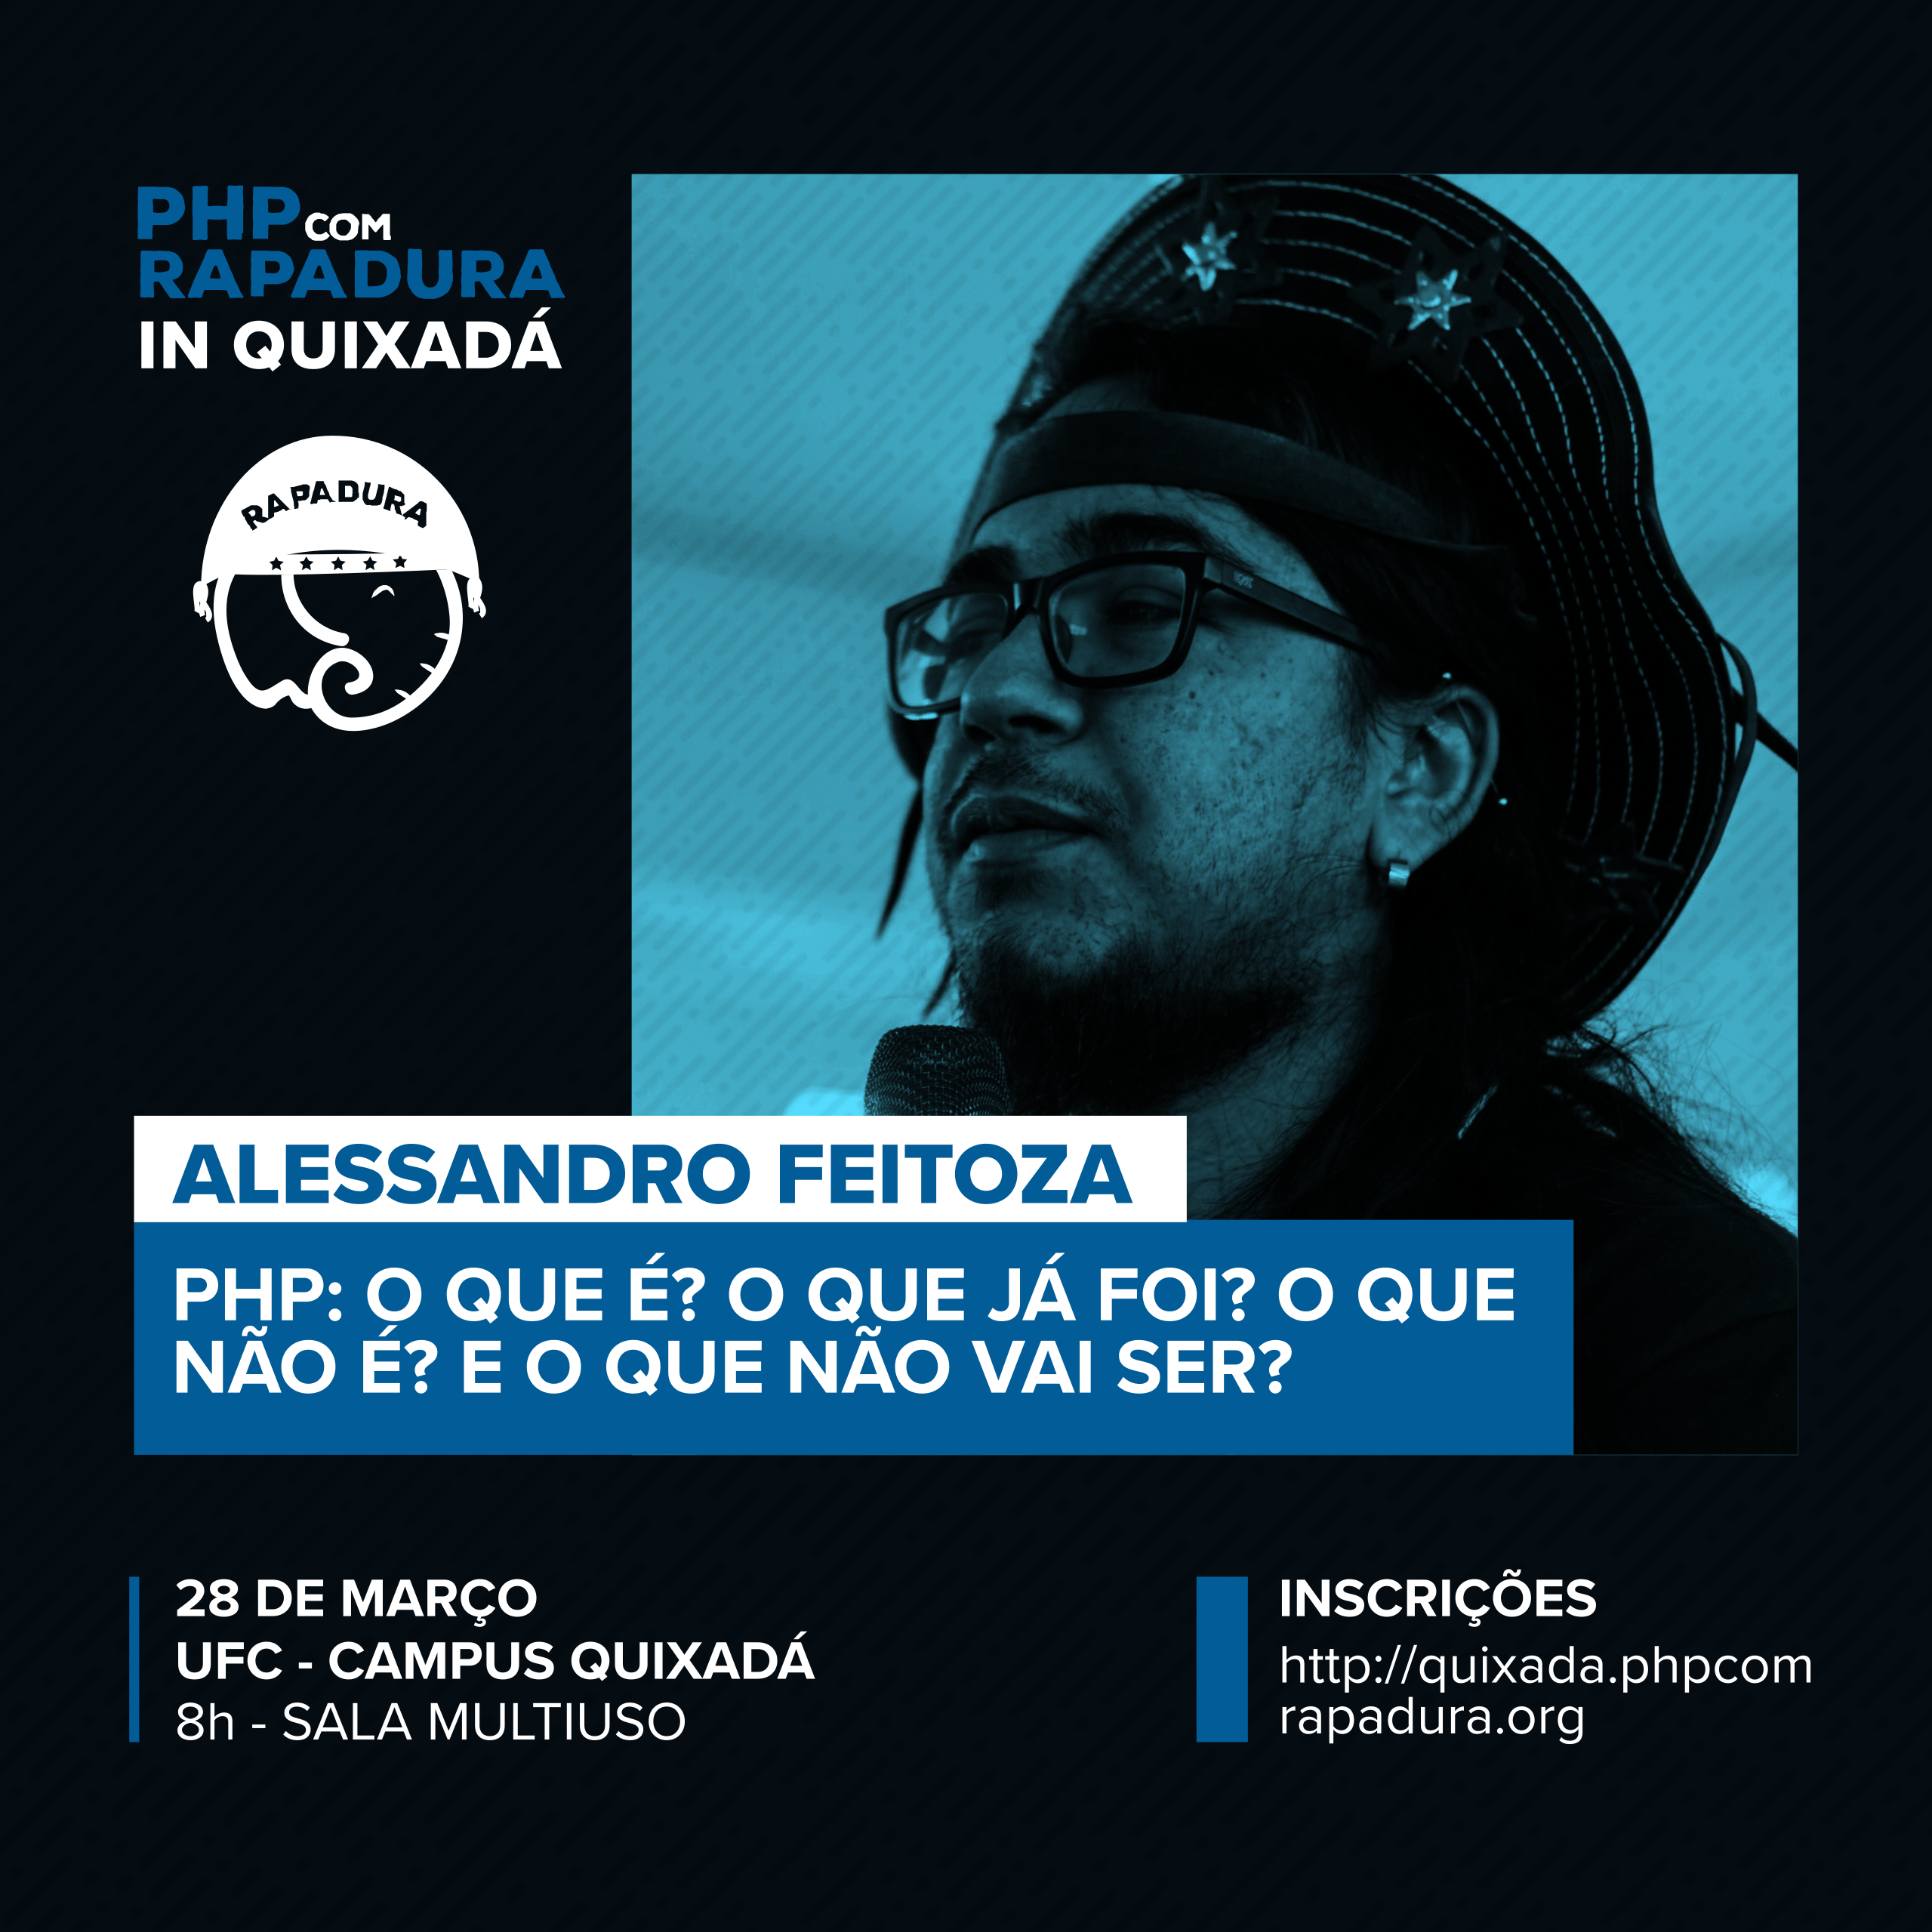 PHP COM
RAPADURA
IN QUIXADÁ
RAPADURA
ALESSANDRO FEITOZA
PHP: O QUE É? O QUE JÁ FOI? O QUE
NÃO É? E O QUE NÃO VAI SER?
28 DE MARÇO
UFC - CAMPUS QUIXADÁ
8h - SALA MULTIUSO
INSCRIÇÕES
http://quixada.phpcom
rapadura.org